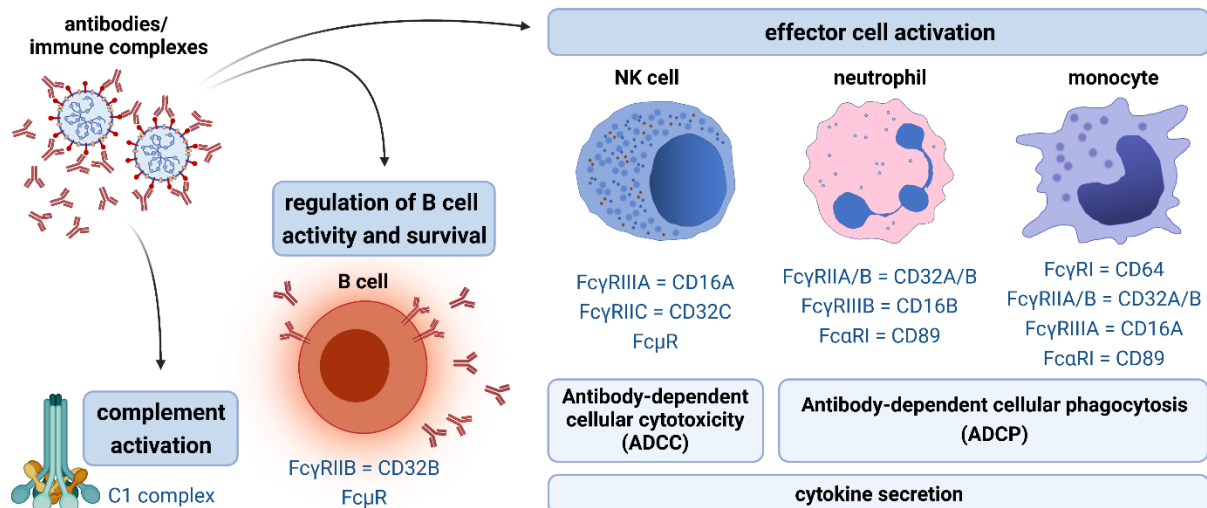 antibodies/
immune complexes
effector cell activation
NK cell
neutrophil
monocyte
regulation of B cell
activity and survival
B cell
FcγRIIIA = CD16A
FcγRIIC = CD32C
FcμR
FcγRIIA/B = CD32A/B
FcγRIIIB = CD16B
FcαRI = CD89
FcγRI = CD64
FcγRIIA/B = CD32A/B
FcγRIIIA = CD16A
FcαRI = CD89
complement
activation
C1 complex
FcγRIIB = CD32B
FcμR
Antibody-dependent
cellular cytotoxicity
(ADCC)
Antibody-dependent cellular phagocytosis
(ADCP)
cytokine secretion